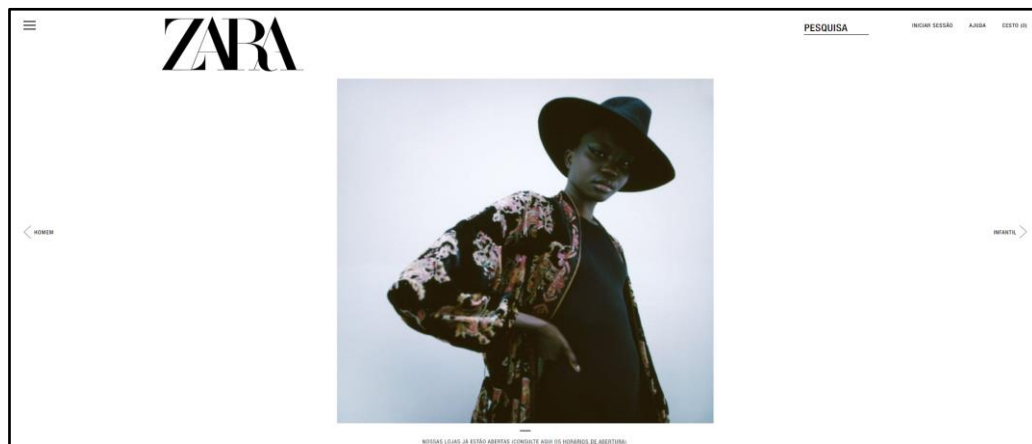 ZARA
PESQUISA
INICIAR SESSÃO
AJUDA
CESTO (0)
HOMEM
INFANTIL
NOSSAS LOJAS JÁ ESTÃO ABERTAS (CONSULTE AQUI OS HORÁRIOS DE ABERTURA)